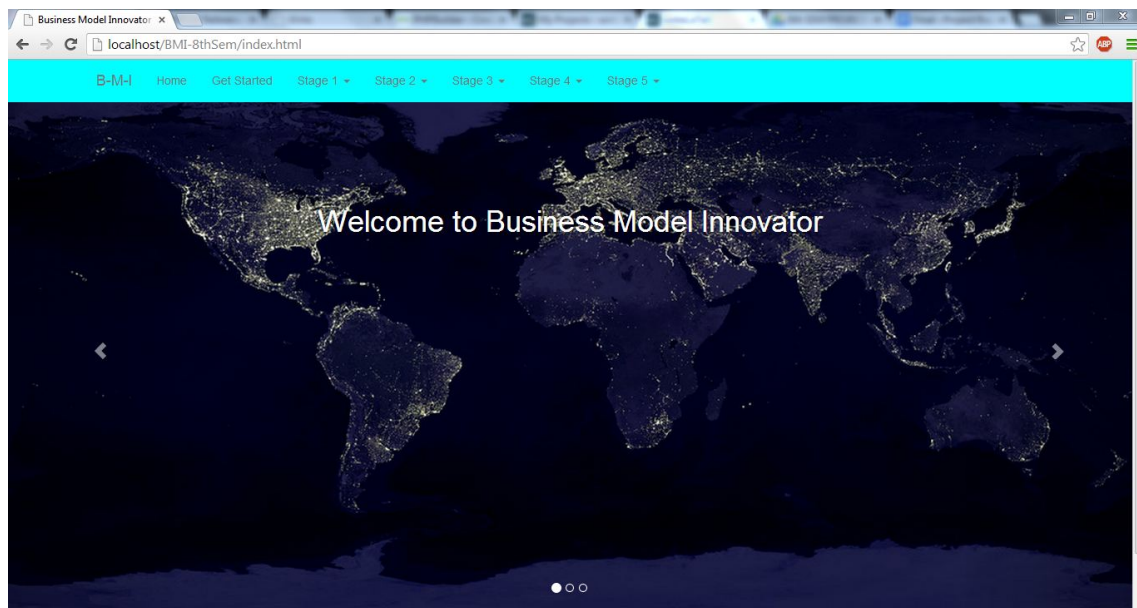 Business Model Innovator
localhost/BMI-8thSem/index.html
ABP
B-M-I Home Get Started Stage 1 Stage 2 Stage 3 Stage 4 Stage 5
Welcome to Business Model Innovator